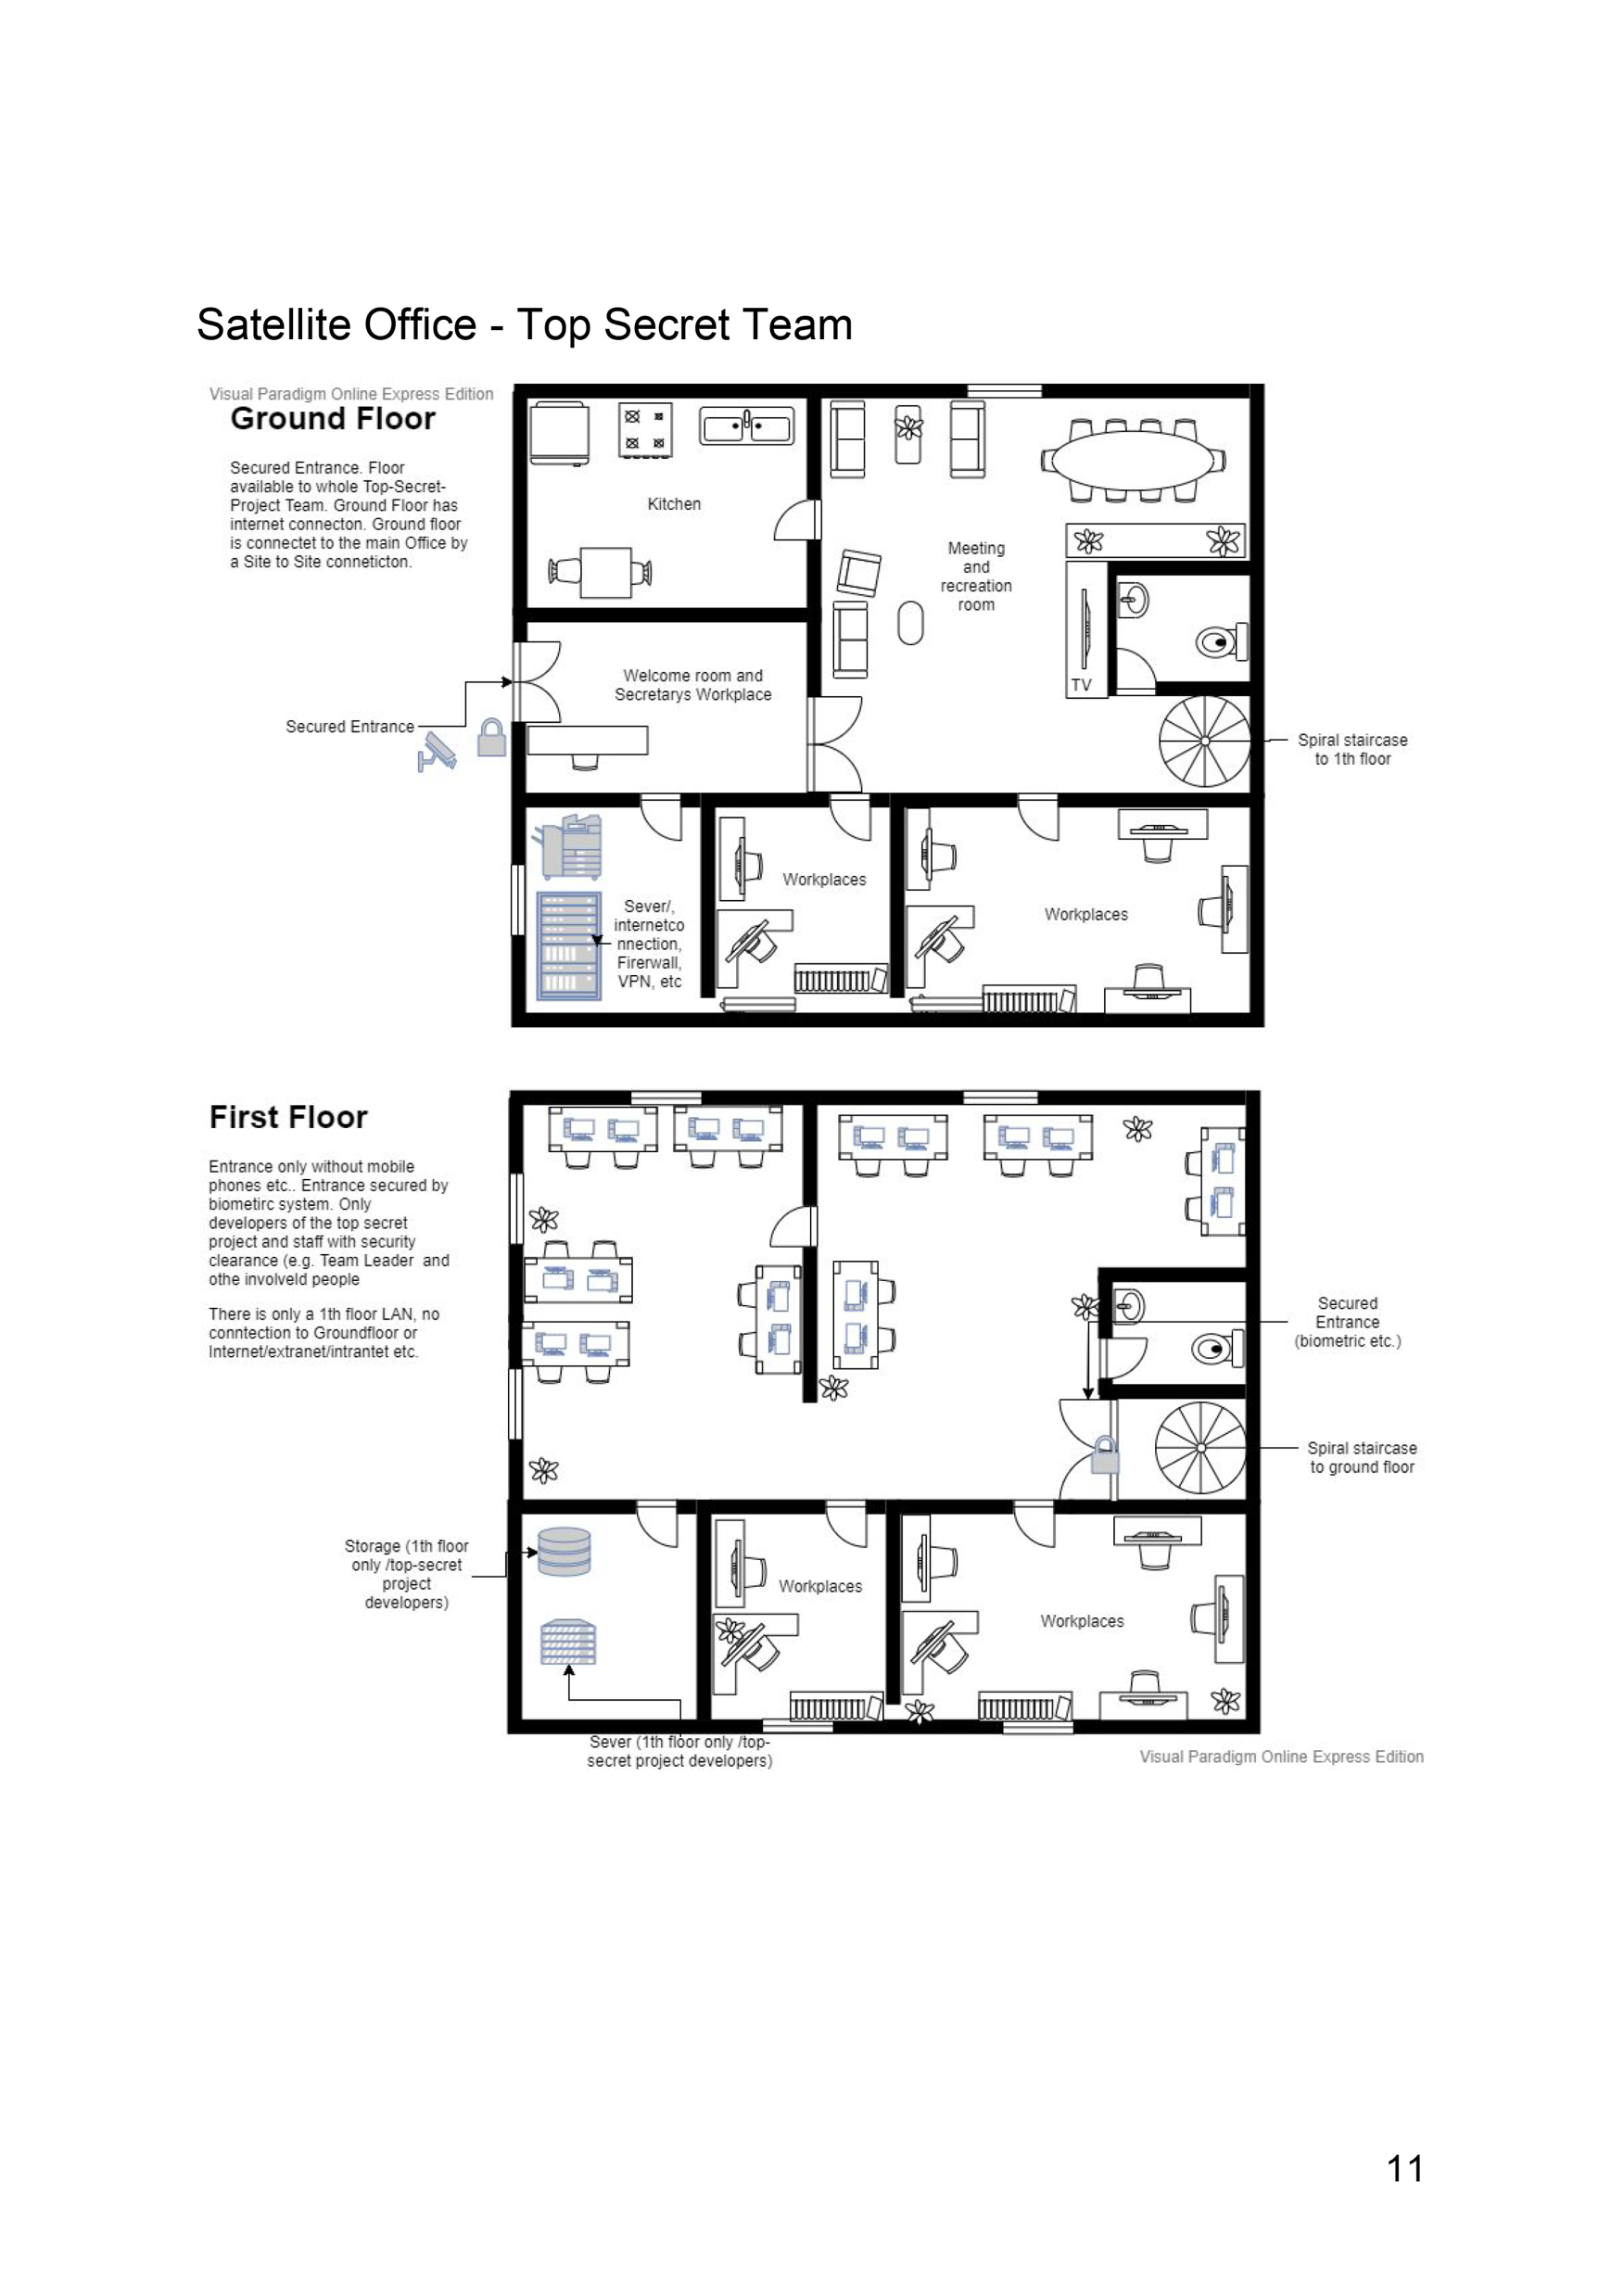 Satellite Office - Top Secret Team
Visual Paradigm Online Express Edition
Ground Floor
Secured Entrance. Floor
available to whole Top-Secret-
Project Team. Ground Floor has
internet connecton. Ground floor
is connectet to the main Office by
a Site to Site conneticton.
Kitchen
Meeting
and
recreation
room
Welcome room and
Secretarys Workplace
TV
Secured Entrance
Spiral staircase
to 1th floor
Sever/,
internetco
nnection,
Firerwall,
VPN, etc
Workplaces
Workplaces
First Floor
Entrance only without mobile
phones etc.. Entrance secured by
biometirc system. Only
developers of the top secret
project and staff with security
clearance (e.g. Team Leader and
othe involveld people
There is only a 1th floor LAN, no
conntection to Groundfloor or
Internet/extranet/intrantet etc.
Secured
Entrance
(biometric etc.)
Spiral staircase
to ground floor
Storage (1th floor
only /top-secret
project
developers)
Workplaces
Workplaces
Sever (1th floor only /top-
secret project developers)
Visual Paradigm Online Express Edition
11